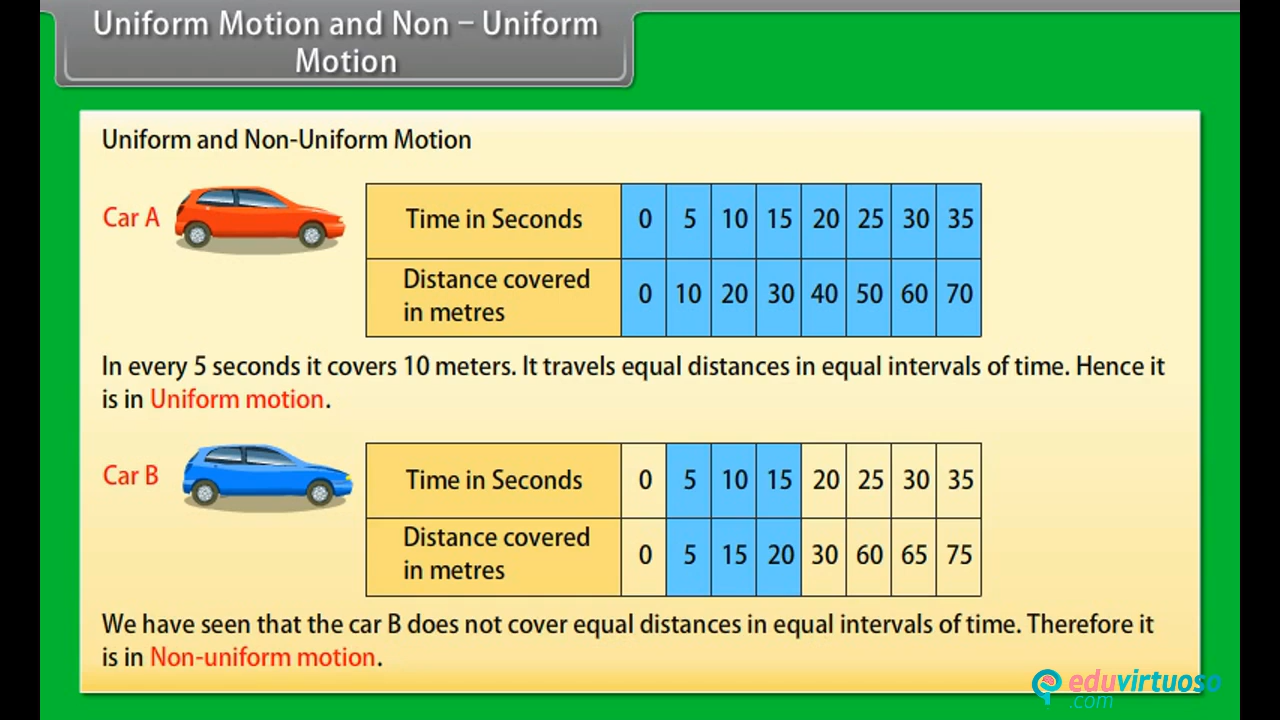 Uniform Motion and Non – Uniform
Motion
Uniform and Non-Uniform Motion
Car A
Time in Seconds 0 5 10 15 20 25 30 35
Distance covered
in metres 0 10 20 30 40 50 60 70
In every 5 seconds it covers 10 meters. It travels equal distances in equal intervals of time. Hence it
is in Uniform motion.
Car B
Time in Seconds 0 5 10 15 20 25 30 35
Distance covered
in metres 0 5 15 20 30 60 65 75
We have seen that the car B does not cover equal distances in equal intervals of time. Therefore it
is in Non-uniform motion.
eduvirtuoso
.com